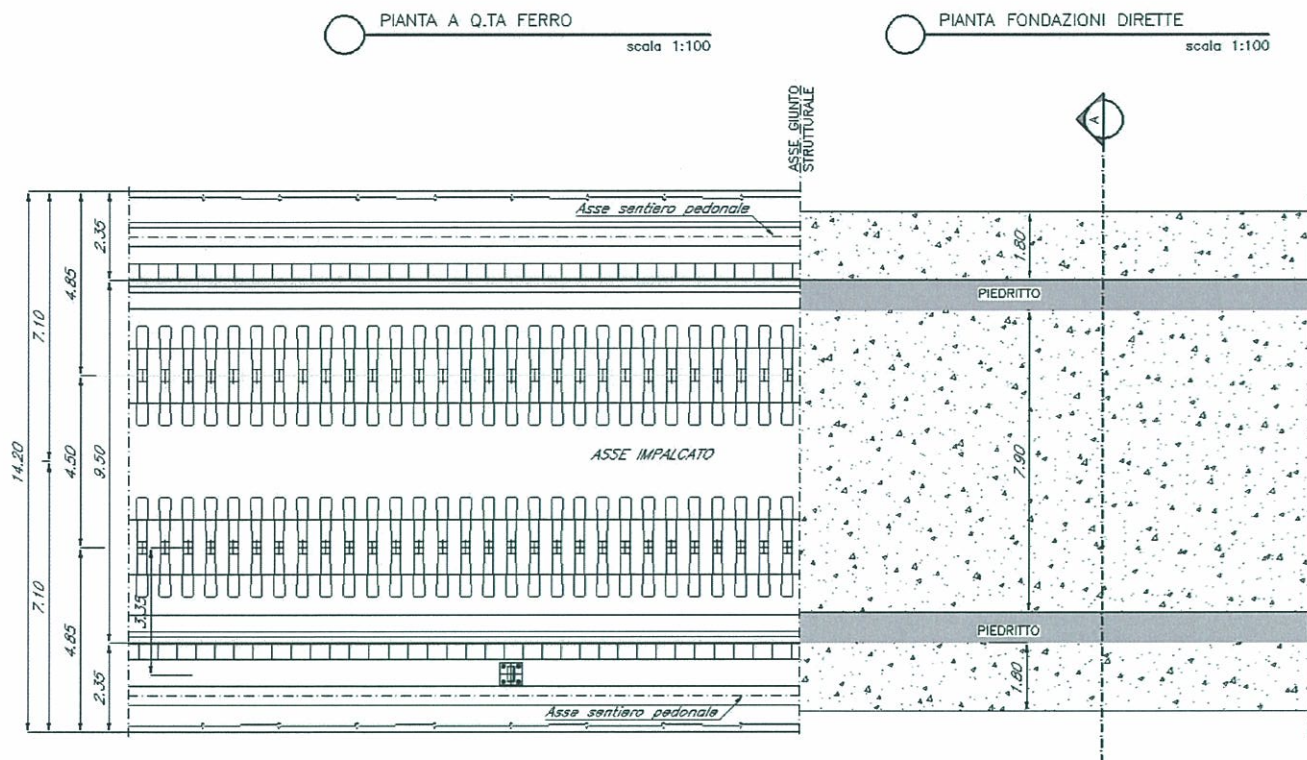 PIANTA A Q.TA FERRO
scala 1:100
PIANTA FONDAZIONI DIRETTE
scala 1:100
ASSE GIUNTO
STRUTTURALE
A
Asse sentiero pedonale
2.35
1.80
4.85
7.10
PIEDRITTO
14.20
4.50
9.50
ASSE IMPALCATO
7.90
7.10
3.35
4.85
PIEDRITTO
2.35
1.80
Asse sentiero pedonale